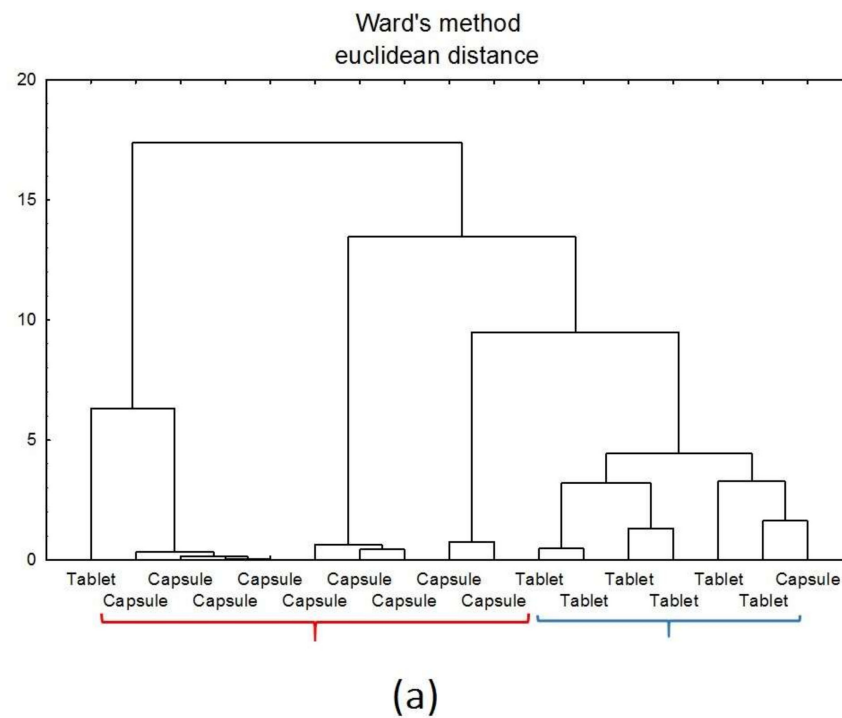 Ward's method
euclidean distance
20
15
10
5
0
Tablet Capsule Capsule Capsule Capsule Tablet Tablet Tablet Capsule
Capsule Capsule Capsule Capsule Capsule Tablet Tablet Tablet
(a)